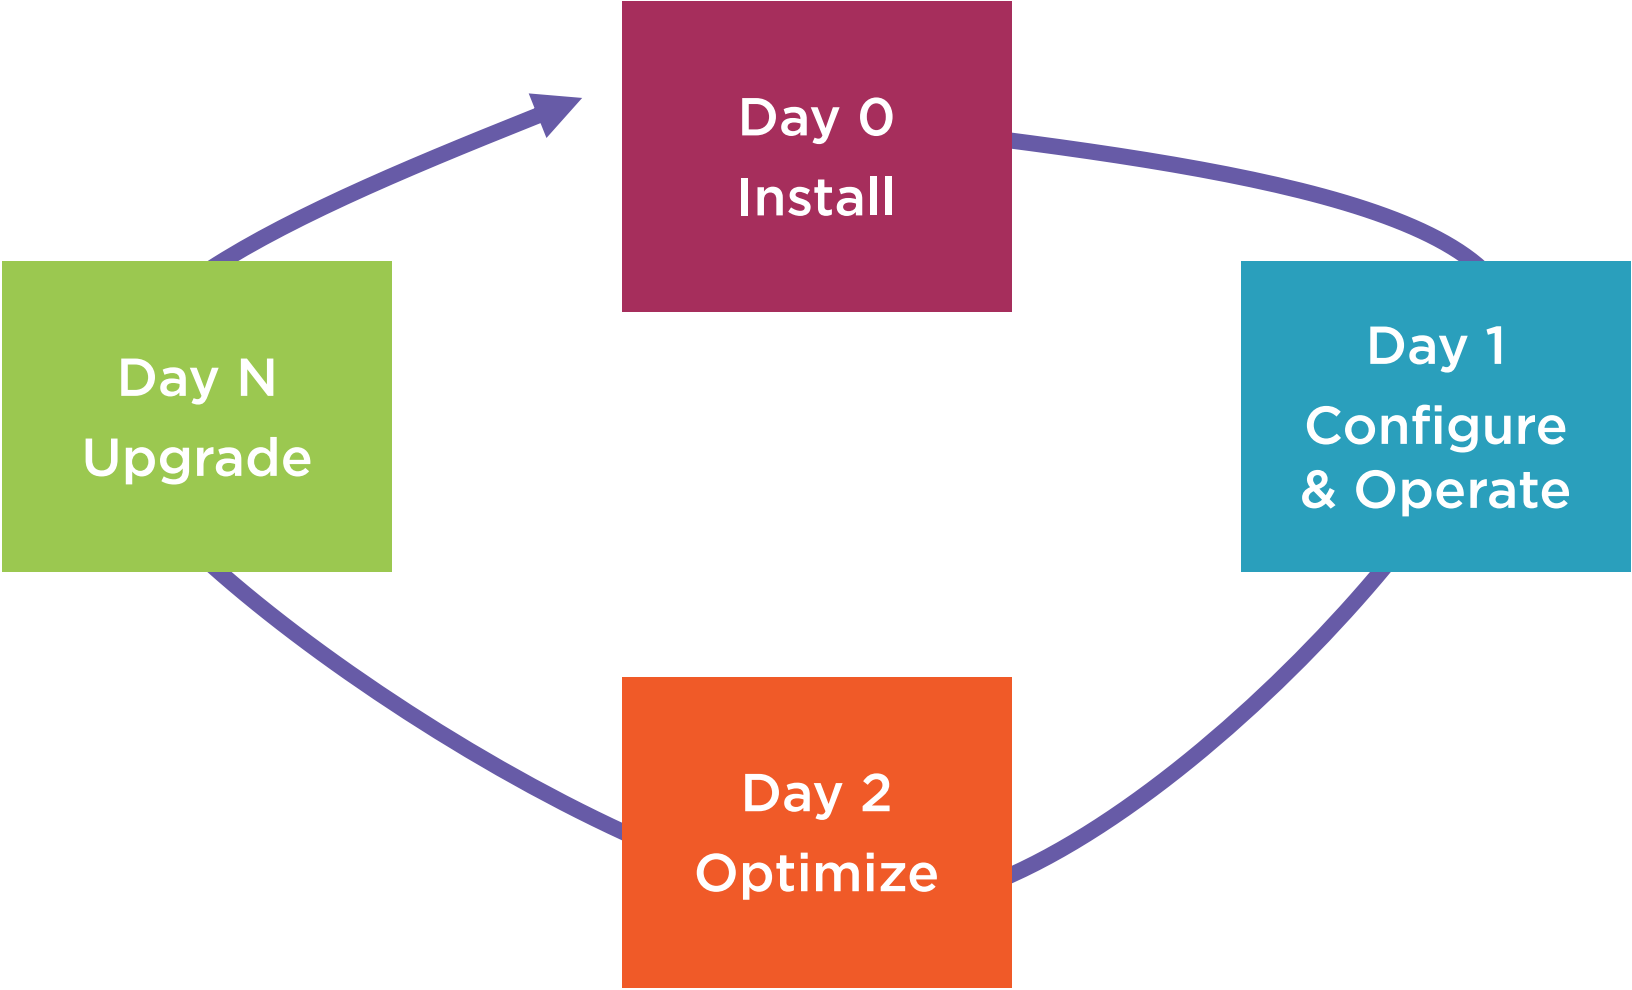 Day 0
Install
Day 1
Configure
& Operate
Day 2
Optimize
Day N
Upgrade